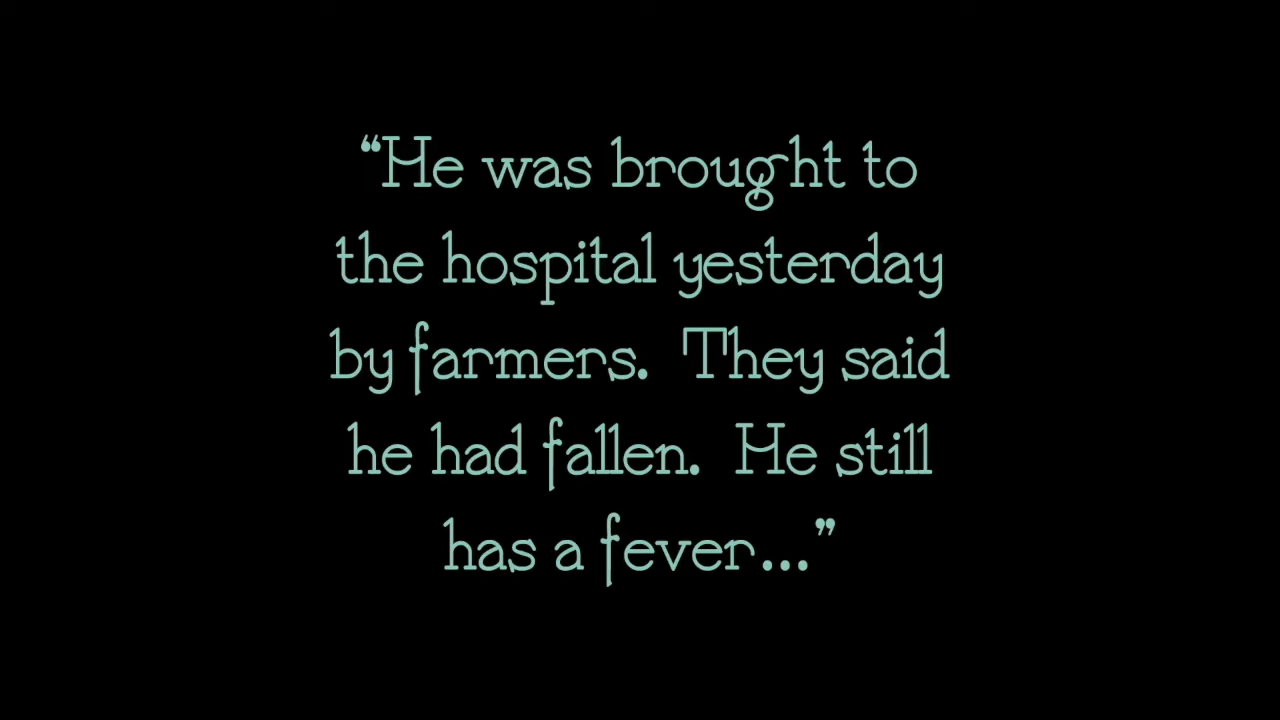 “He was brought to
the hospital yesterday
by farmers.  They said
he had fallen.  He still
has a fever...”